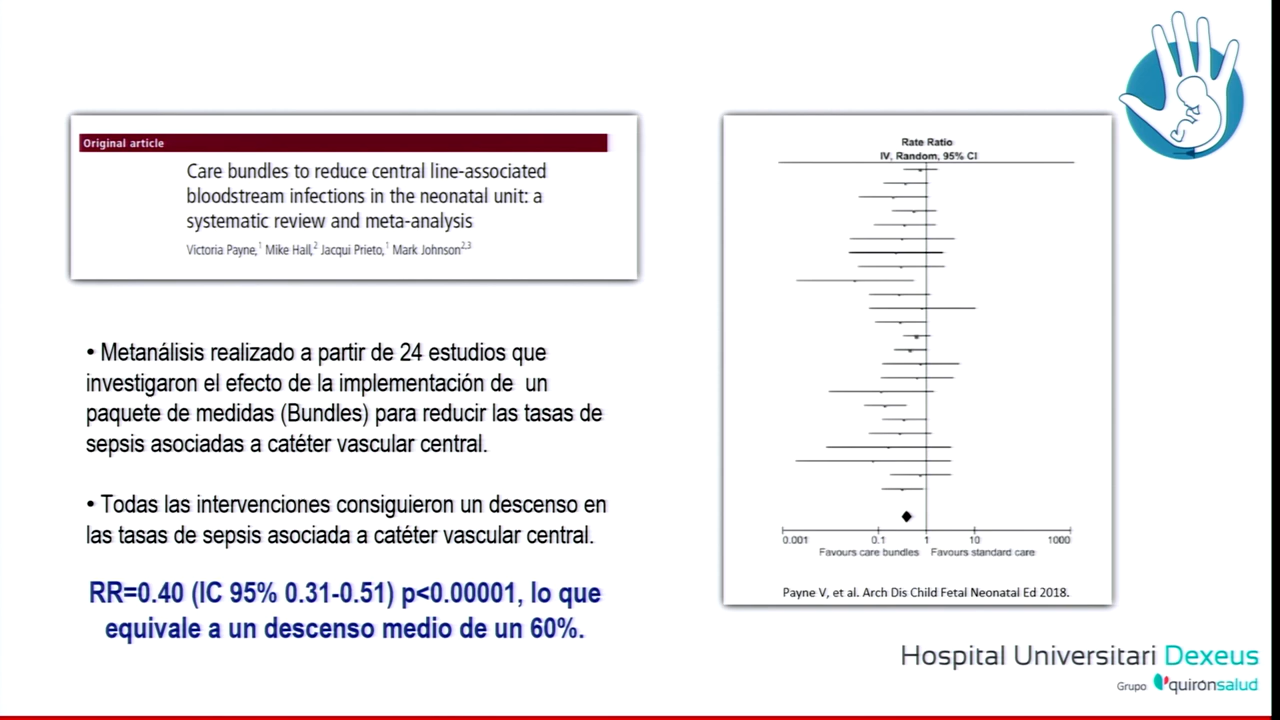 Original article
Care bundles to reduce central line-associated
bloodstream infections in the neonatal unit: a
systematic review and meta-analysis
Victoria Payne,1 Mike Hall,2 Jacqui Prieto,1 Mark Johnson2,3
• Metanálisis realizado a partir de 24 estudios que
investigaron el efecto de la implementación de un
paquete de medidas (Bundles) para reducir las tasas de
sepsis asociadas a catéter vascular central.
• Todas las intervenciones consiguieron un descenso en
las tasas de sepsis asociada a catéter vascular central.
RR=0.40 (IC 95% 0.31-0.51) p<0.00001, lo que
equivale a un descenso medio de un 60%.
Rate Ratio
IV, Random, 95% CI
0.001 0.1 1 10 1000
Favours care bundles Favours standard care
Payne V, et al. Arch Dis Child Fetal Neonatal Ed 2018.
Hospital Universitari Dexeus
Grupo quirónsalud